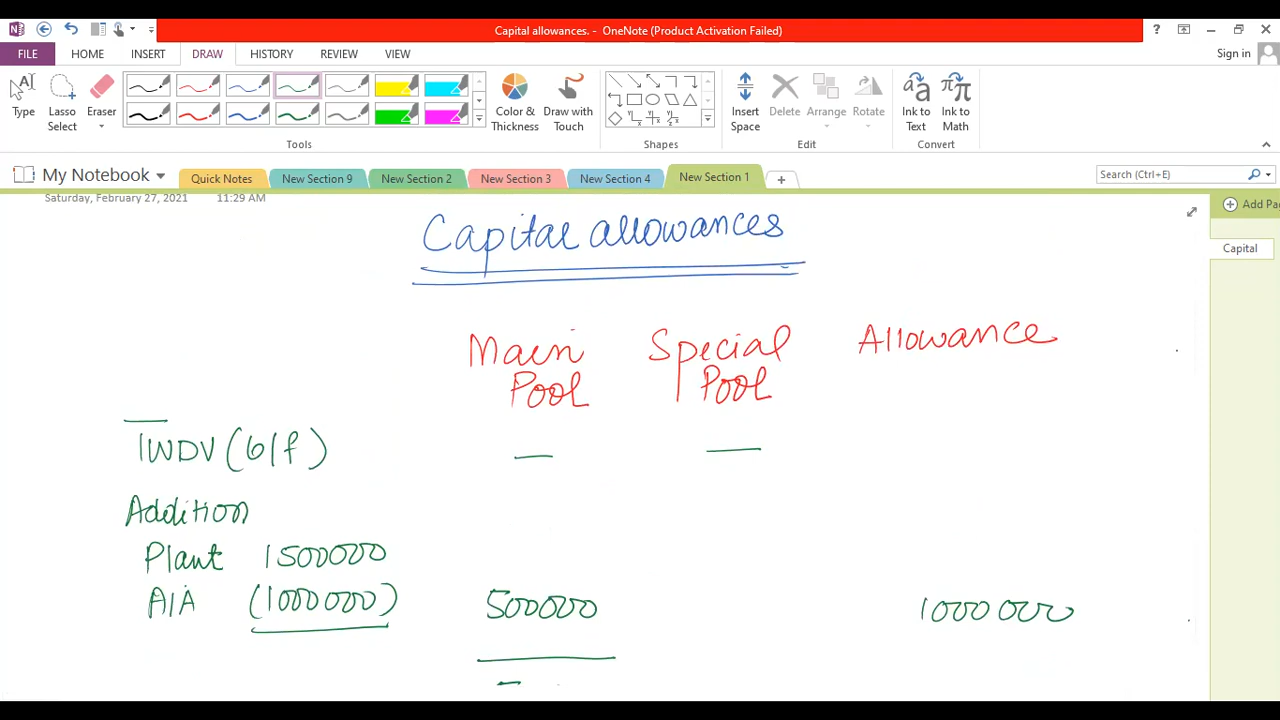 Capital allowances. - OneNote (Product Activation Failed)
FILE HOME INSERT DRAW HISTORY REVIEW VIEW
Sign in
Type
Lasso Select
Eraser
Color & Thickness
Draw with Touch
Insert Space
Delete
Arrange
Rotate
Ink to Text
Ink to Math
Tools
Shapes
Edit
Convert
My Notebook
Quick Notes
New Section 9
New Section 2
New Section 3
New Section 4
New Section 1
Search (Ctrl+E)
Saturday, February 27, 2021 11:29 AM
Add Pa
Capital
Capital allowances
Main Pool
Special Pool
Allowance
TWDV (b/f) — —
Addition
Plant 1500000
AIA (1000000) 500000 1000000